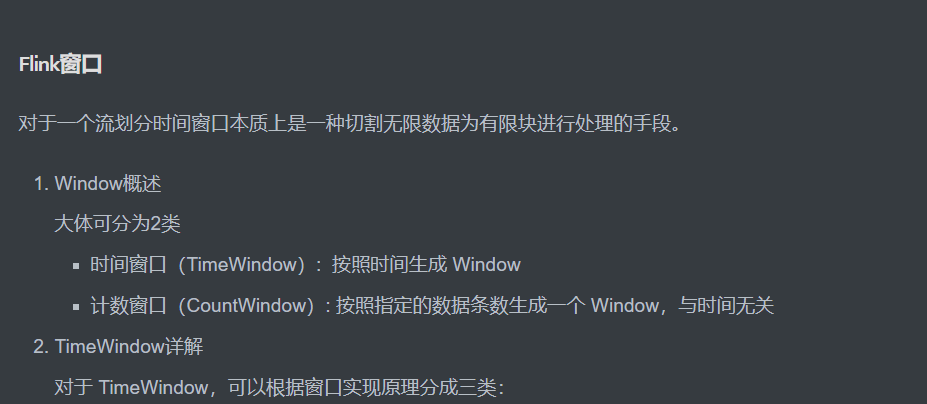 Flink窗口
对于一个流划分时间窗口本质上是一种切割无限数据为有限块进行处理的手段。
1. Window概述
大体可分为2类
▪ 时间窗口（TimeWindow）：按照时间生成 Window
▪ 计数窗口（CountWindow）: 按照指定的数据条数生成一个 Window，与时间无关
2. TimeWindow详解
对于 TimeWindow，可以根据窗口实现原理分成三类：